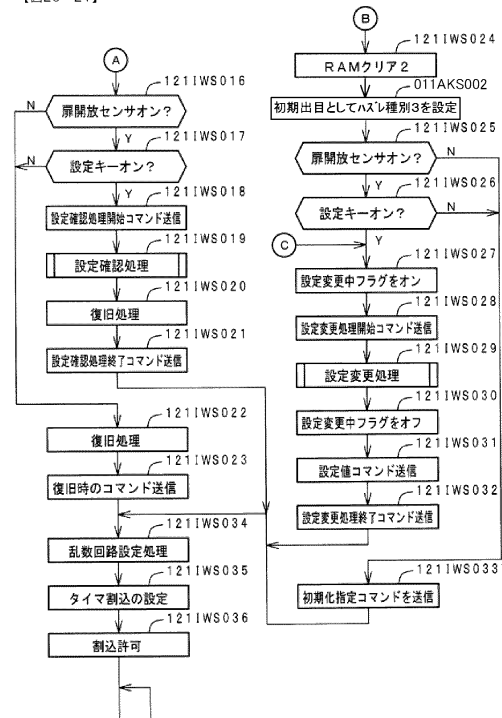 【図26-21】
A
121IWS016
扉開放センサオン?
N
Y
121IWS017
設定キーオン?
N
Y
121IWS018
設定確認処理開始コマンド送信
121IWS019
設定確認処理
121IWS020
復旧処理
121IWS021
設定確認処理終了コマンド送信
121IWS022
復旧処理
121IWS023
復旧時のコマンド送信
121IWS034
乱数回路設定処理
121IWS035
タイマ割込の設定
121IWS036
割込許可
B
121IWS024
RAMクリア2
011AKS002
初期出目としてハズレ種別3を設定
121IWS025
扉開放センサオン?
N
Y
121IWS026
設定キーオン?
N
Y
C
121IWS027
設定変更中フラグをオン
121IWS028
設定変更処理開始コマンド送信
121IWS029
設定変更処理
121IWS030
設定変更中フラグをオフ
121IWS031
設定値コマンド送信
121IWS032
設定変更処理終了コマンド送信
121IWS033
初期化指定コマンドを送信